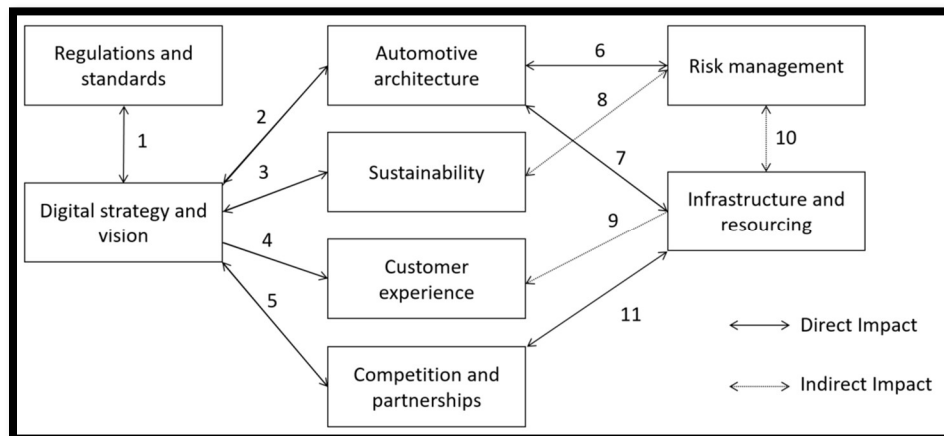 Regulations and
standards
Automotive
architecture
Risk management
1
2
6
8
3
Sustainability
7
10
Digital strategy and
vision
4
Customer
experience
9
Infrastructure and
resourcing
5
Competition and
partnerships
11
Direct Impact
Indirect Impact